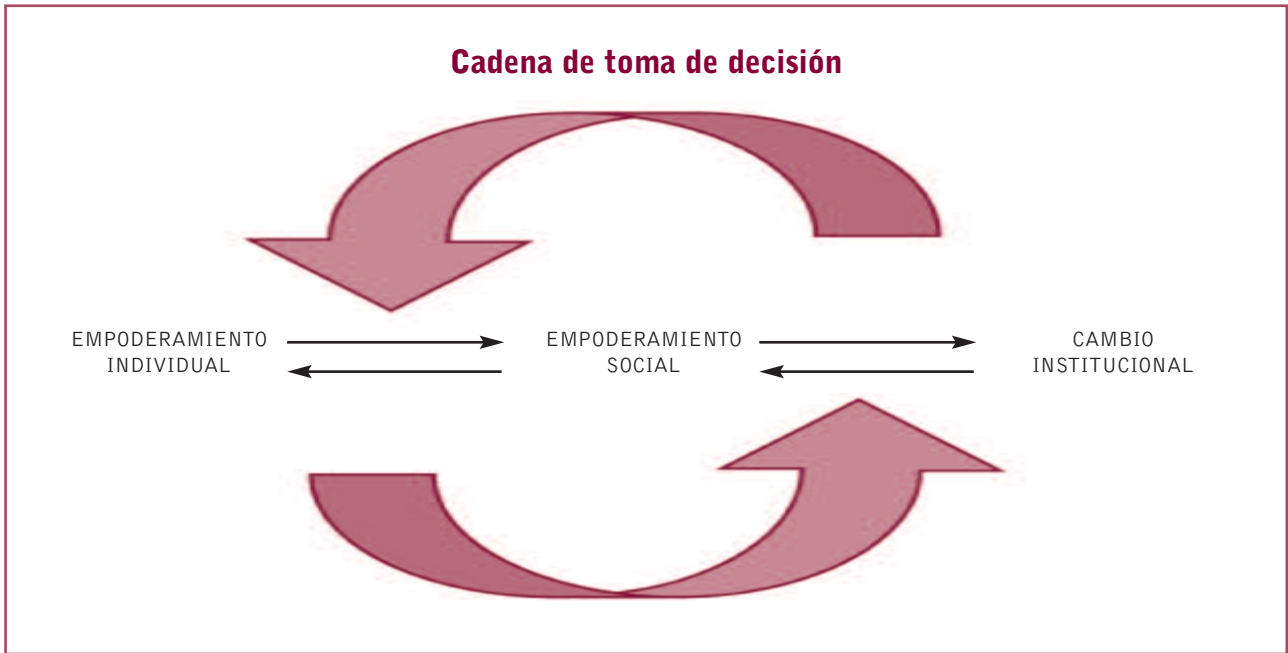 Cadena de toma de decisión
EMPODERAMIENTO
INDIVIDUAL
EMPODERAMIENTO
SOCIAL
CAMBIO
INSTITUCIONAL